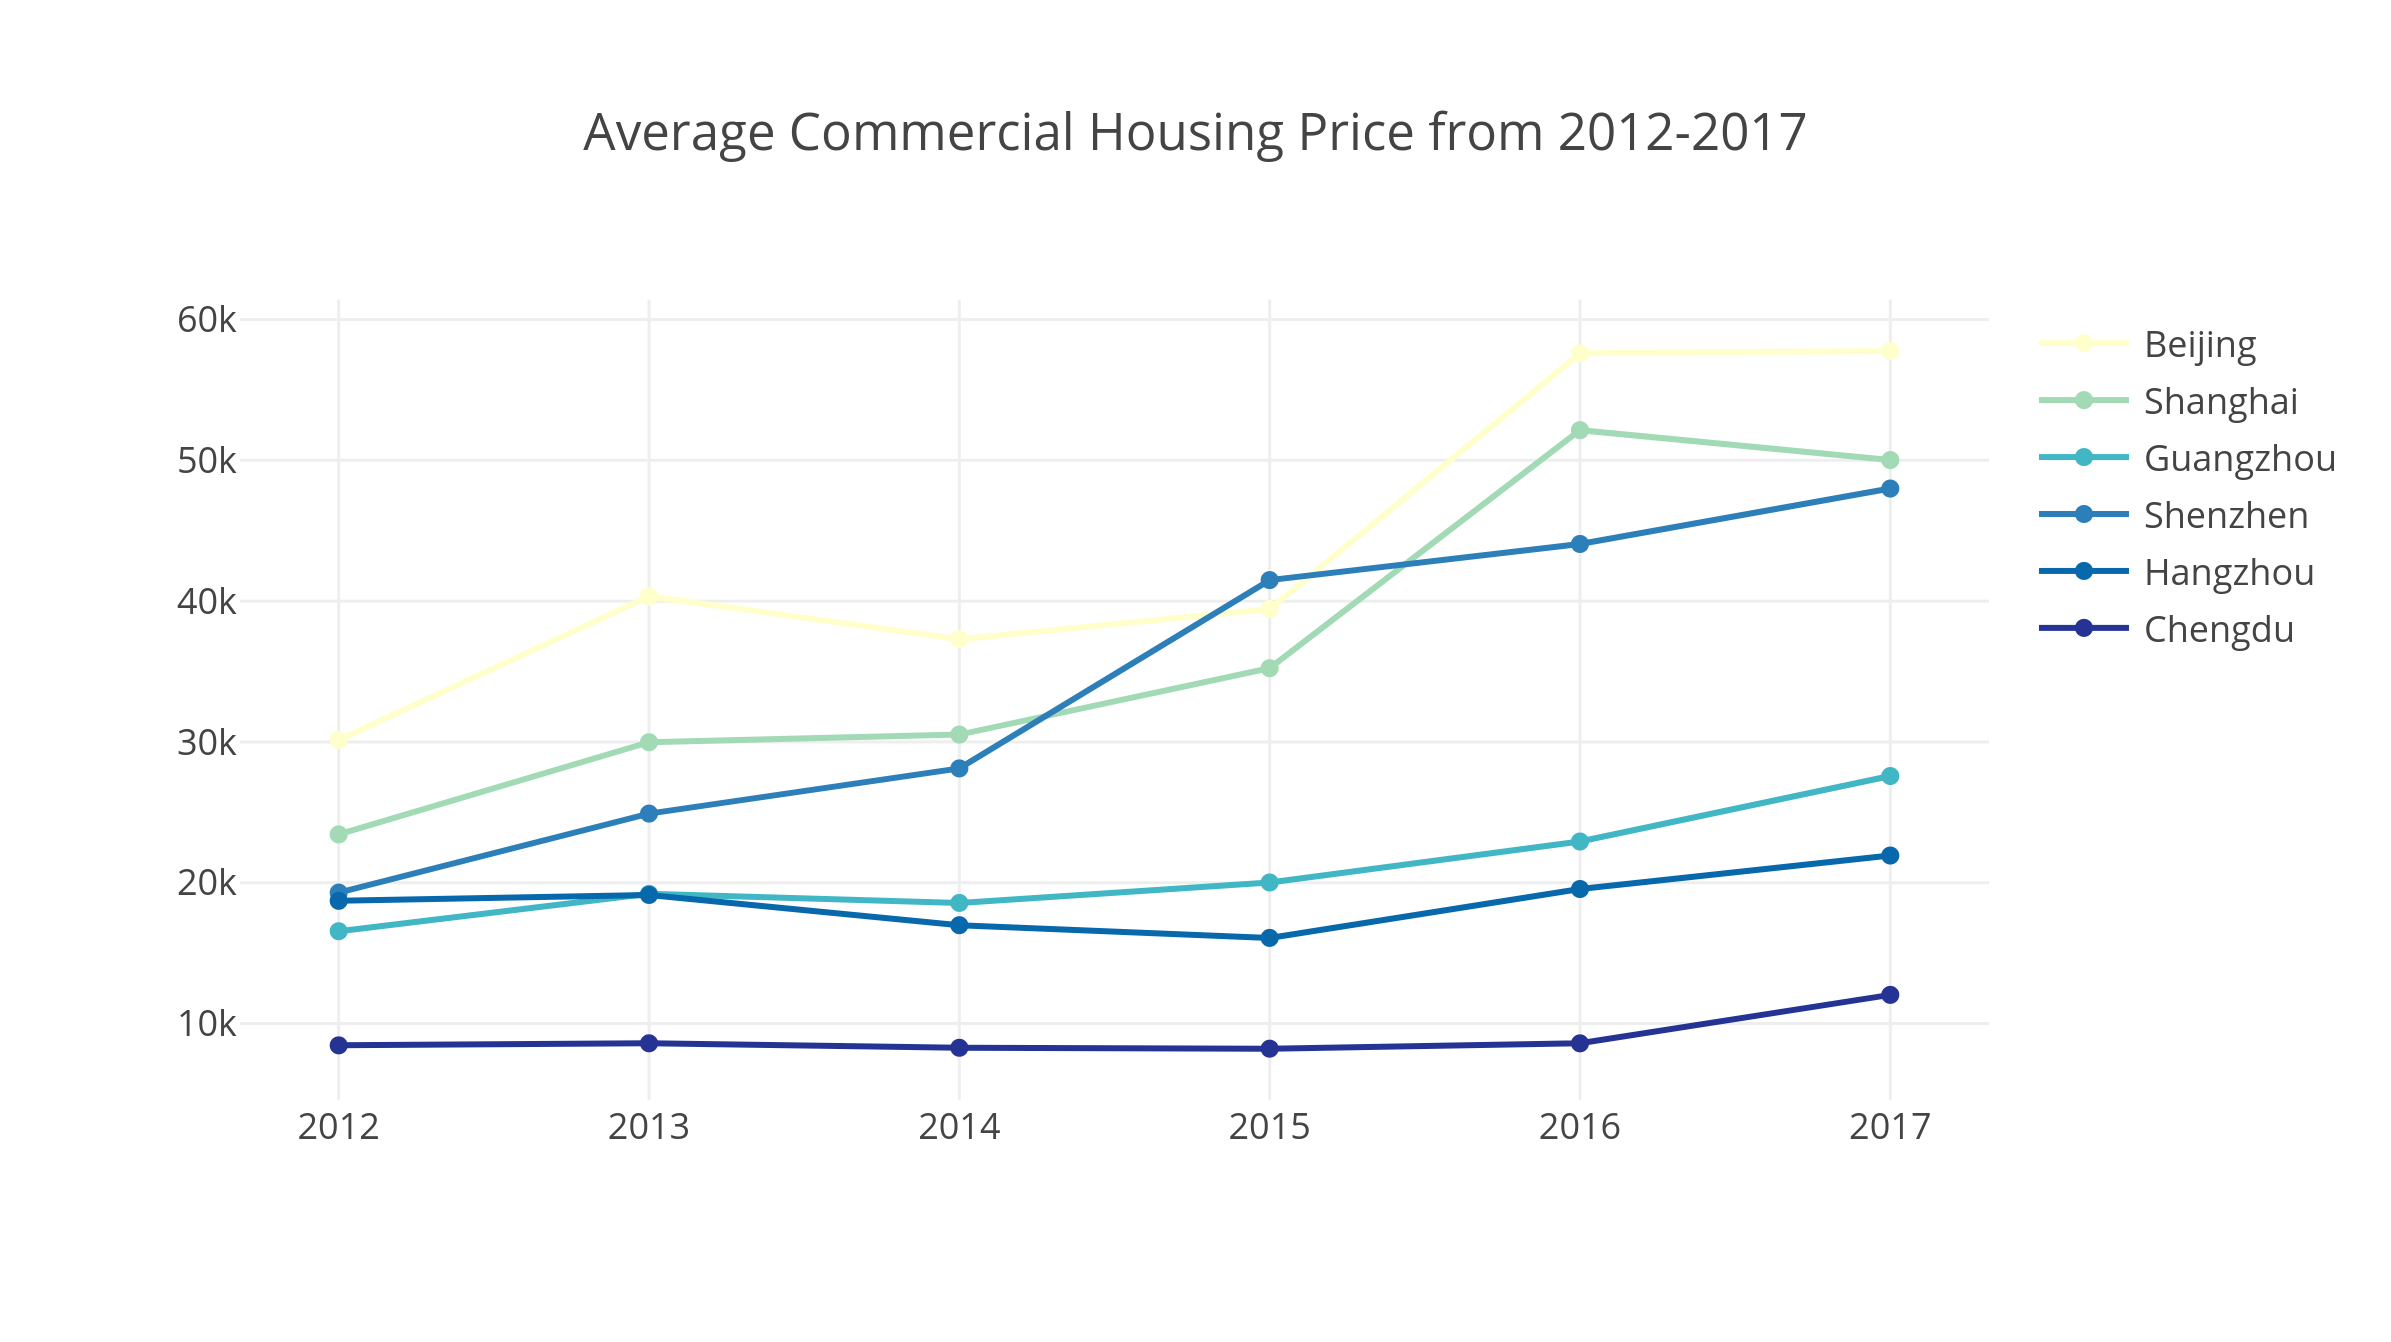 Average Commercial Housing Price from 2012-2017
60k
50k
40k
30k
20k
10k
2012
2013
2014
2015
2016
2017
Beijing
Shanghai
Guangzhou
Shenzhen
Hangzhou
Chengdu